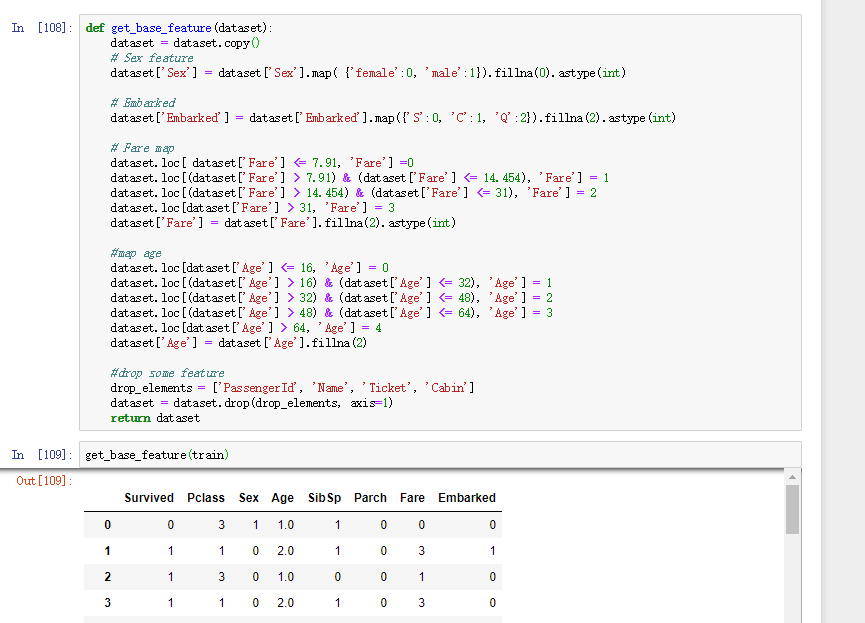 In [108]: def get_base_feature(dataset):
dataset = dataset.copy()
# Sex feature
dataset['Sex'] = dataset['Sex'].map( {'female':0, 'male':1}).fillna(0).astype(int)
# Embarked
dataset['Embarked'] = dataset['Embarked'].map({'S':0, 'C':1, 'Q':2}).fillna(2).astype(int)
# Fare map
dataset.loc[ dataset['Fare'] <= 7.91, 'Fare'] =0
dataset.loc[(dataset['Fare'] > 7.91) & (dataset['Fare'] <= 14.454), 'Fare'] = 1
dataset.loc[(dataset['Fare'] > 14.454) & (dataset['Fare'] <= 31), 'Fare'] = 2
dataset.loc[dataset['Fare'] > 31, 'Fare'] = 3
dataset['Fare'] = dataset['Fare'].fillna(2).astype(int)
#map age
dataset.loc[dataset['Age'] <= 16, 'Age'] = 0
dataset.loc[(dataset['Age'] > 16) & (dataset['Age'] <= 32), 'Age'] = 1
dataset.loc[(dataset['Age'] > 32) & (dataset['Age'] <= 48), 'Age'] = 2
dataset.loc[(dataset['Age'] > 48) & (dataset['Age'] <= 64), 'Age'] = 3
dataset.loc[dataset['Age'] > 64, 'Age'] = 4
dataset['Age'] = dataset['Age'].fillna(2)
#drop some feature
drop_elements = ['PassengerId', 'Name', 'Ticket', 'Cabin']
dataset = dataset.drop(drop_elements, axis=1)
return dataset
In [109]: get_base_feature(train)
Out[109]:
Survived Pclass Sex Age SibSp Parch Fare Embarked
0 0 3 1 1.0 1 0 0 0
1 1 1 0 2.0 1 0 3 1
2 1 3 0 1.0 0 0 1 0
3 1 1 0 2.0 1 0 3 0